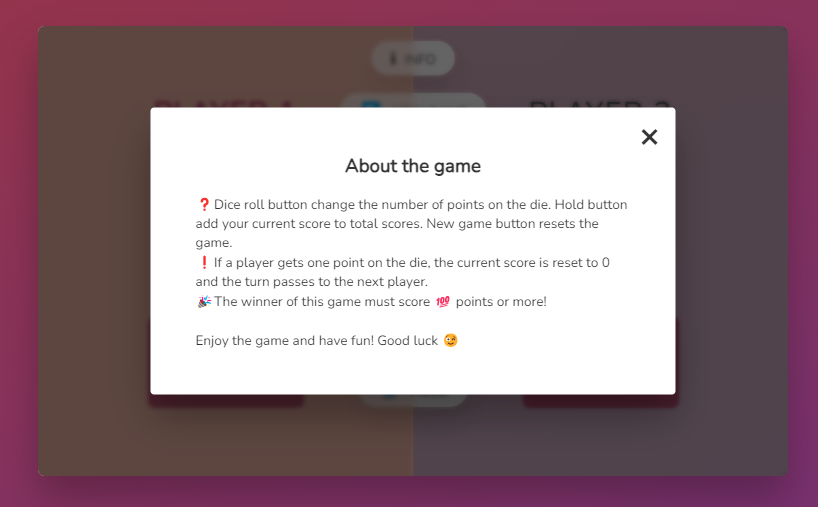 INFO
PLAYER 1
PLAYER 2
About the game
❓Dice roll button change the number of points on the die. Hold button
add your current score to total scores. New game button resets the
game.
❗If a player gets one point on the die, the current score is reset to 0
and the turn passes to the next player.
🎉The winner of this game must score 💯 points or more!
Enjoy the game and have fun! Good luck 😉